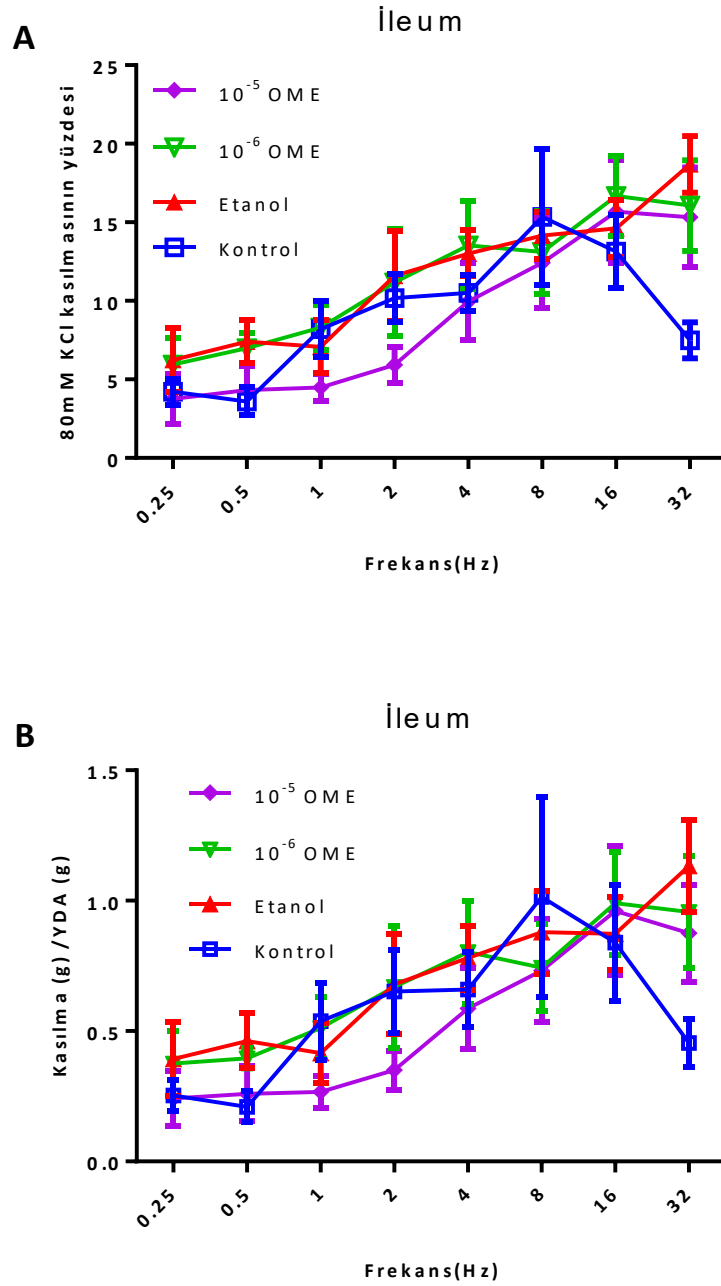 A
İleum
80mM KCl kasılmasının yüzdesi
25
20
15
10
5
0
10⁻⁵ OME
10⁻⁶ OME
Etanol
Kontrol
0.25
0.5
1
2
4
8
16
32
Frekans(Hz)
B
İleum
Kasılma (g) /YDA (g)
1.5
1.0
0.5
0.0
10⁻⁵ OME
10⁻⁶ OME
Etanol
Kontrol
0.25
0.5
1
2
4
8
16
32
Frekans(Hz)